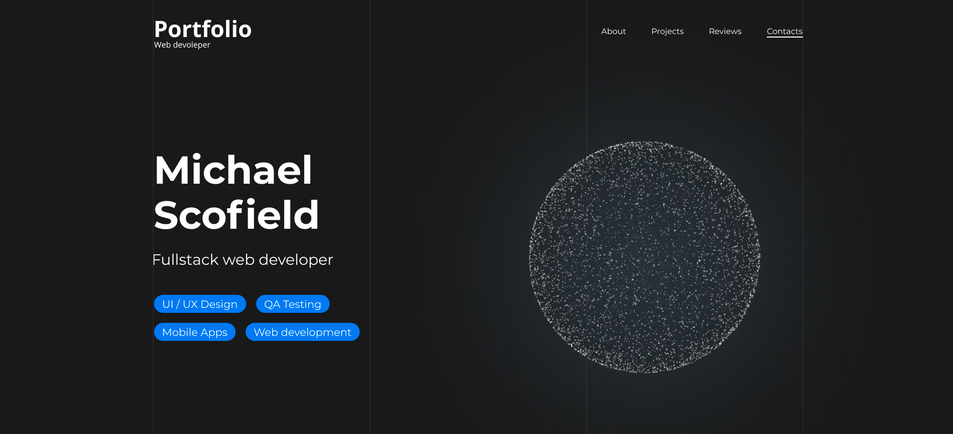 Portfolio
Web devoloper
About Projects Reviews Contacts
Michael
Scofield
Fullstack web developer
UI / UX Design QA Testing
Mobile Apps Web development